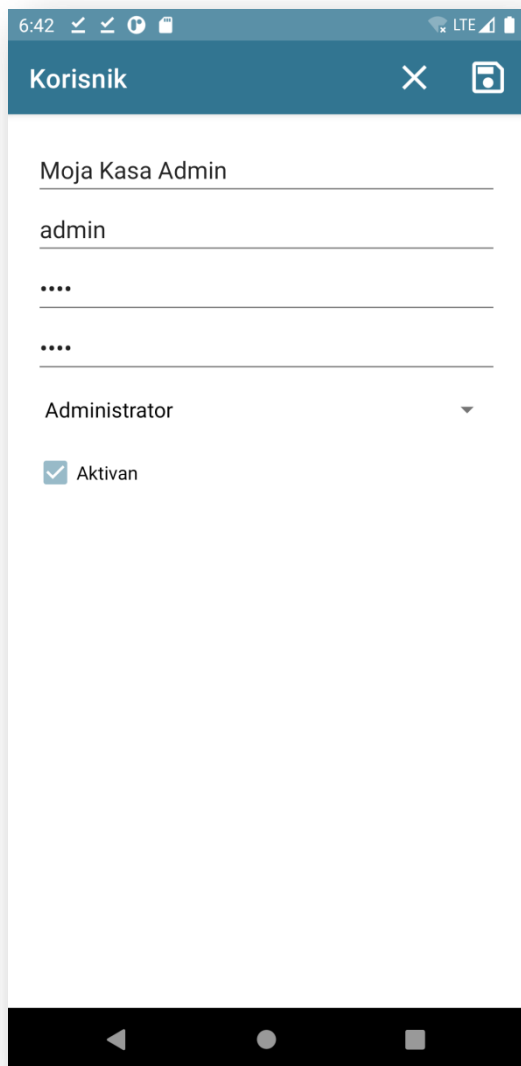 6:42 LTE
Korisnik
Moja Kasa Admin
admin
••••
••••
Administrator
Aktivan